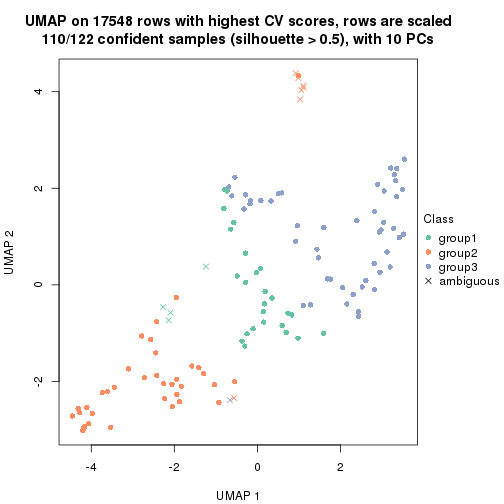 UMAP on 17548 rows with highest CV scores, rows are scaled
110/122 confident samples (silhouette > 0.5), with 10 PCs
4
2
0
-2
UMAP 2
-4
-2
0
2
UMAP 1
Class
group1
group2
group3
ambiguous